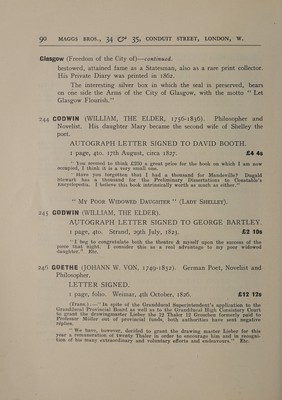 90 MAGGS BROS., 34 & 35, CONDUIT STREET, LONDON, W.
Glasgow (Freedom of the City of)—continued.
bestowed, attained fame as a Statesman, also as a rare print collector.
His Private Diary was printed in 1862.
The interesting silver box in which the seal is preserved, bears
on one side the Arms of the City of Glasgow, with the motto " Let
Glasgow Flourish."
244 GODWIN (WILLIAM, THE ELDER, 1756-1836). Philosopher and
Novelist. His daughter Mary became the second wife of Shelley the
poet.
AUTOGRAPH LETTER SIGNED TO DAVID BOOTH.
1 page, 4to. 17th August, circa 1827. £4 4s
" You seemed to think £200 a great price for the book on which I am now
occupied, I think it is a very small one.
" Have you forgotten that I had a thousand for Mandeville? Dugald
Stewart has a thousand for the Preliminary Dissertations to Constable's
Encyclopedia. I believe this book intrinsically worth as much as either."
" My Poor Widowed Daughter " (Lady Shelley).
245 GODWIN (WILLIAM, THE ELDER).
AUTOGRAPH LETTER SIGNED TO GEORGE BARTLEY.
1 page, 4to. Strand, 29th July, 1823. £2 10s
" I beg to congratulate both the theatre & myself upon the success of the
piece that night. I consider this as a real advantage to my poor widowed
daughter." Etc.
246 GOETHE (JOHANN W. VON, 1749-1832). German Poet, Novelist and
Philosopher.
LETTER SIGNED.
1 page, folio. Weimar, 4th October, 1826. £12 12s
(Trans.):—" In spite of the Granddual Superintendent's application to the
Granddual Provincial Board as well as to the Granddual High Consistory Court
to grant the drawingmaster Lieber the 35 Thaler 12 Groschen formerly paid to
Professor Müller out of provincial funds, both authorities have sent negative
replies.
" We have, however, decided to grant the drawing master Lieber for this
year a remuneration of twenty Thaler in order to encourage him and in recogni-
tion of his many extraordinary and voluntary efforts and endeavours." Etc.